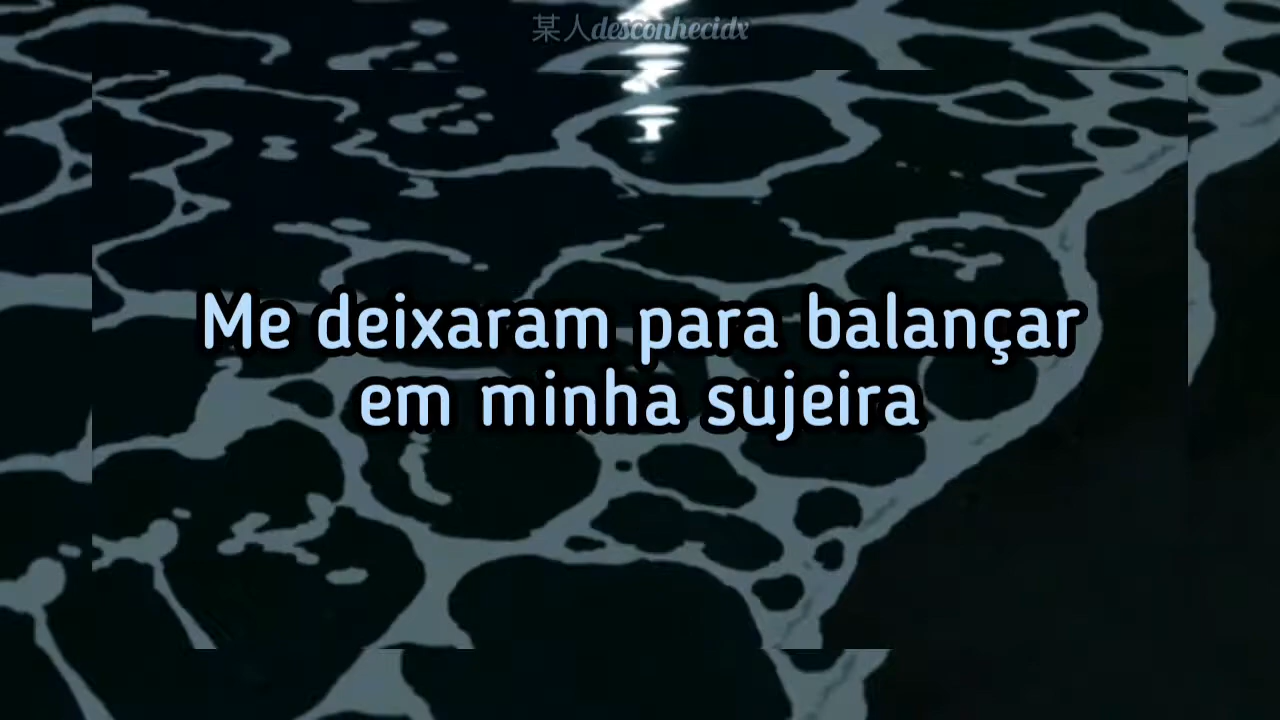 某人desconhecidx
Me deixaram para balançar
em minha sujeira